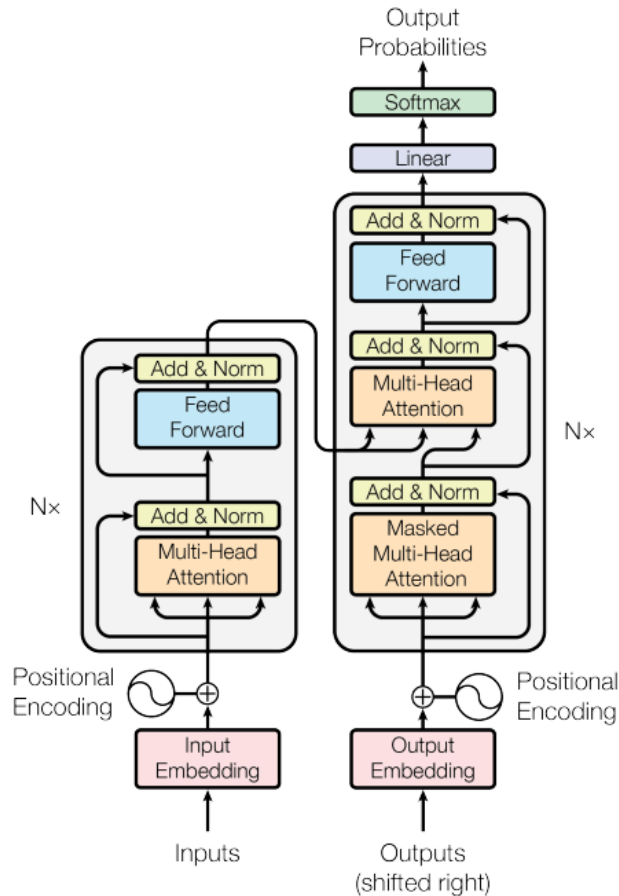 Output
Probabilities
Softmax
Linear
Add & Norm
Feed
Forward
Add & Norm
Multi-Head
Attention
N×
Add & Norm
Masked
Multi-Head
Attention
Add & Norm
Feed
Forward
N×
Add & Norm
Multi-Head
Attention
Positional
Encoding
Positional
Encoding
Input
Embedding
Output
Embedding
Inputs
Outputs
(shifted right)